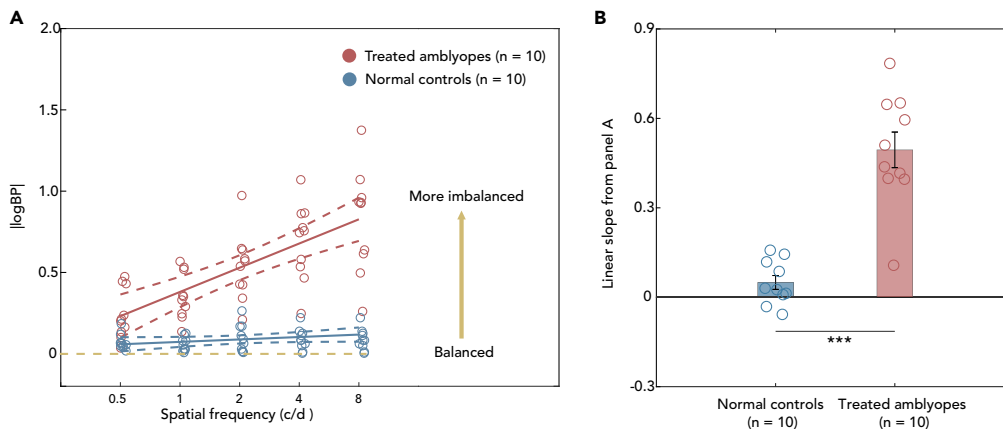 A
2.0
1.5
1.0
0.5
0
|logBP|
Treated amblyopes (n = 10)
Normal controls (n = 10)
More imbalanced
Balanced
0.5
1
2
4
8
Spatial frequency (c/d )
B
0.9
0.6
0.3
0
-0.3
Linear slope from panel A
***
Normal controls
(n = 10)
Treated amblyopes
(n = 10)